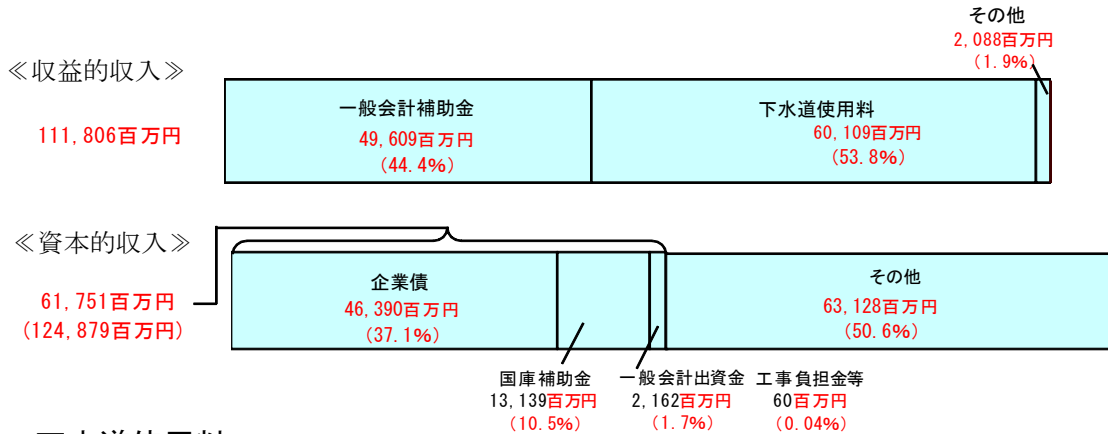 その他
2,088百万円
(1.9%)
≪収益的収入≫
111,806百万円
一般会計補助金
49,609百万円
(44.4%)
下水道使用料
60,109百万円
(53.8%)
≪資本的収入≫
61,751百万円
(124,879百万円)
企業債
46,390百万円
(37.1%)
その他
63,128百万円
(50.6%)
国庫補助金
13,139百万円
(10.5%)
一般会計出資金
2,162百万円
(1.7%)
工事負担金等
60百万円
(0.04%)
下水道使用料